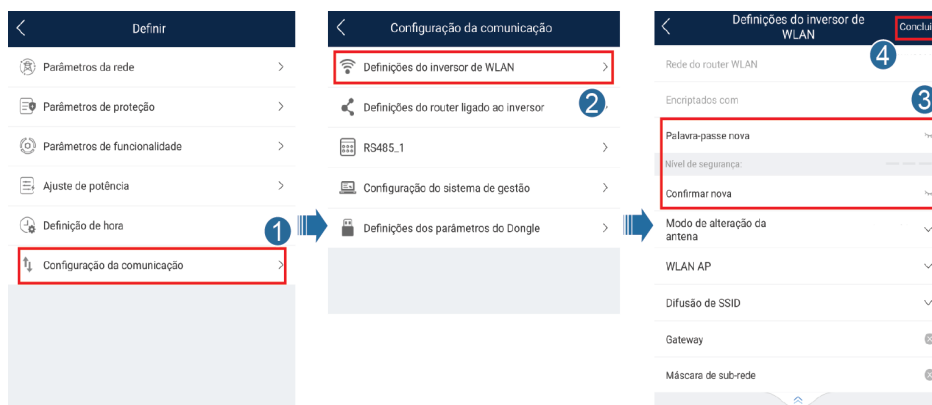 Definir
Parâmetros da rede
Parâmetros de proteção
Parâmetros de funcionalidade
Ajuste de potência
Definição de hora
1
Configuração da comunicação
Configuração da comunicação
Definições do inversor de WLAN
2
Definições do router ligado ao inversor
RS485_1
Configuração do sistema de gestão
Definições dos parâmetros do Dongle
Definições do inversor de
WLAN
Conclui
4
Rede do router WLAN
Encriptados com
3
Palavra-passe nova
Nível de segurança:
Confirmar nova
Modo de alteração da
antena
WLAN AP
Difusão de SSID
Gateway
Máscara de sub-rede